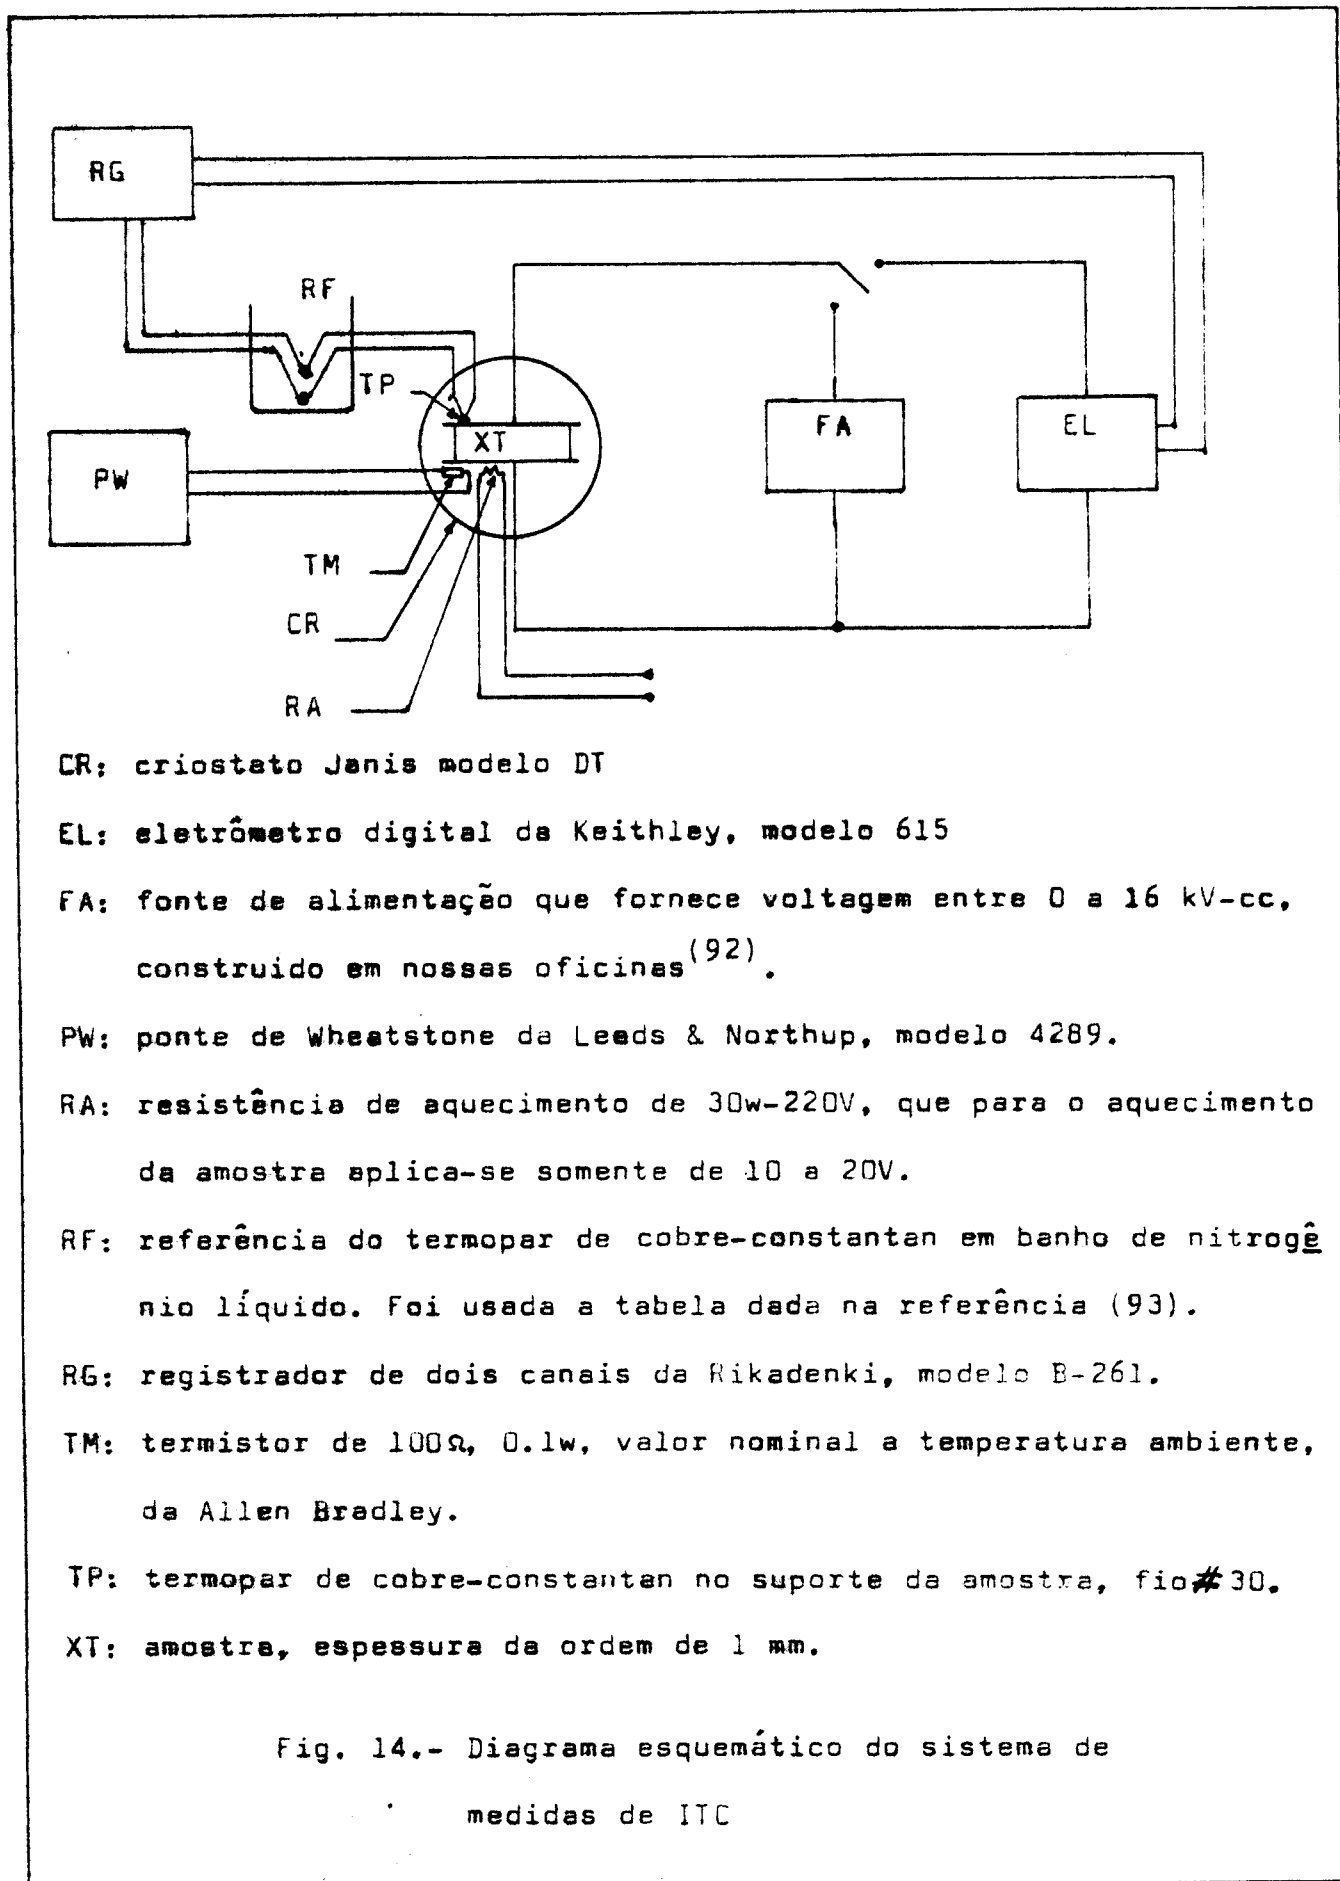 RG
RF
TP
XT
FA
EL
PW
TM
CR
RA
CR: criostato Janis modelo DT
EL: eletrômetro digital da Keithley, modelo 615
FA: fonte de alimentação que fornece voltagem entre 0 a 16 kV-cc,
construido em nossas oficinas(92).
PW: ponte de Wheatstone da Leeds & Northup, modelo 4289.
RA: resistência de aquecimento de 30w-220V, que para o aquecimento
da amostra aplica-se somente de 10 a 20V.
RF: referência do termopar de cobre-constantan em banho de nitrogê
nio líquido. Foi usada a tabela dada na referência (93).
RG: registrador de dois canais da Rikadenki, modelo B-261.
TM: termistor de 100Ω, 0.1w, valor nominal a temperatura ambiente,
da Allen Bradley.
TP: termopar de cobre-constantan no suporte da amostra, fio#30.
XT: amostra, espessura da ordem de 1 mm.
Fig. 14.- Diagrama esquemático do sistema de
medidas de ITC